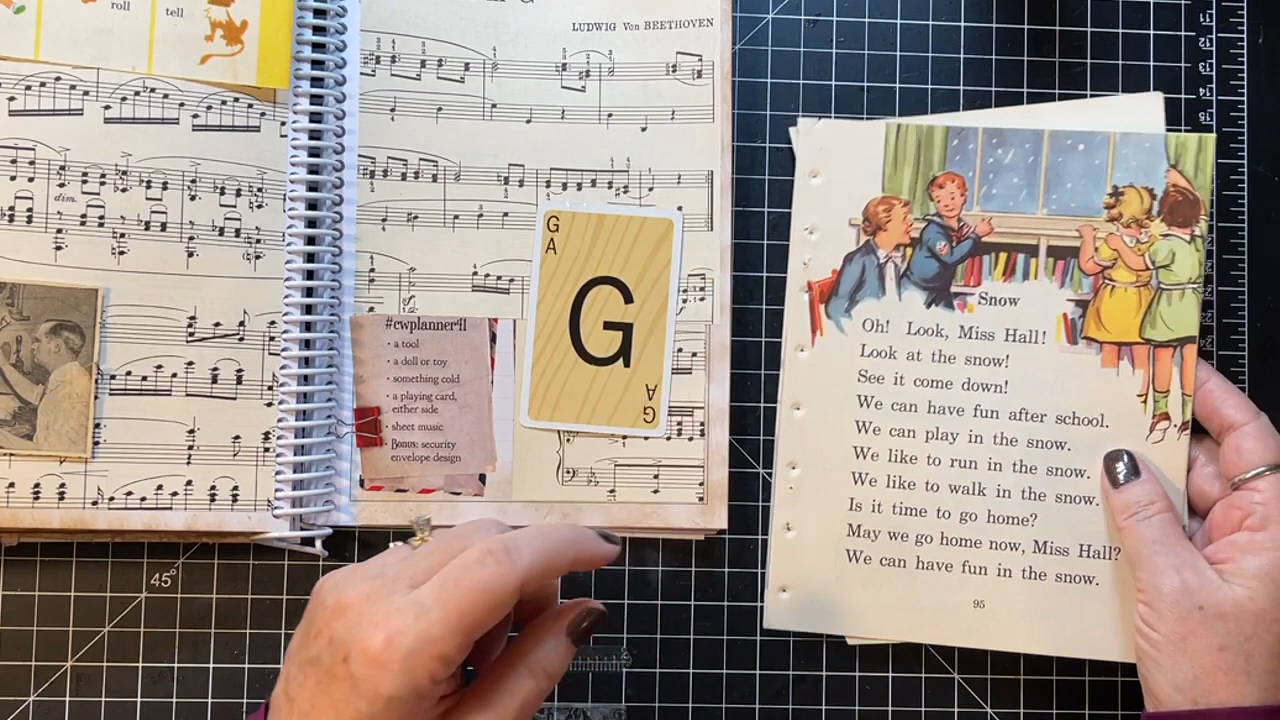 roll
tell
LUDWIG Von BEETHOVEN
dim.
G
A
G
A
G
#cwplanner11
• a tool
• a doll or toy
• something cold
• a playing card,
either side
• sheet music
Bonus: security
envelope design
Snow
Oh! Look, Miss Hall!
Look at the snow!
See it come down!
We can have fun after school.
We can play in the snow.
We like to run in the snow.
We like to walk in the snow.
Is it time to go home?
May we go home now, Miss Hall?
We can have fun in the snow.
95
45°
11
12
13
14
15